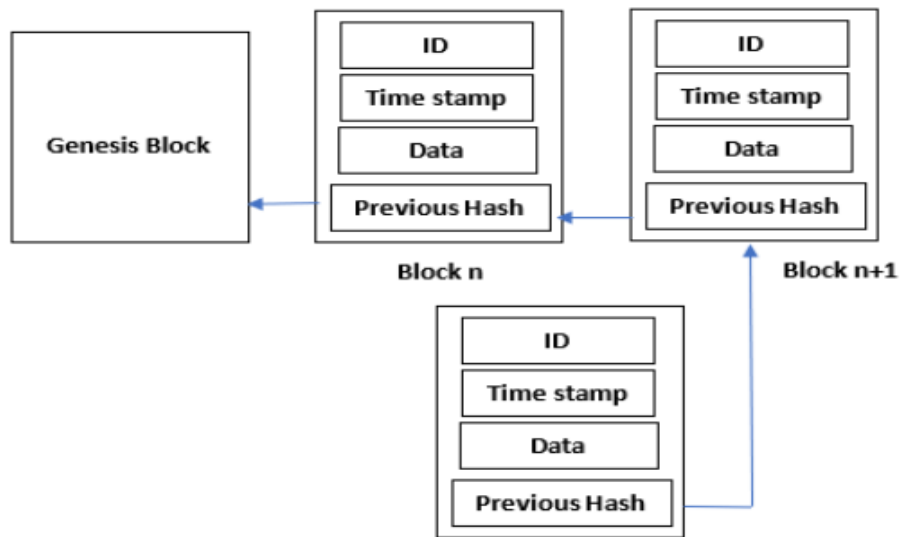 Genesis Block
ID
Time stamp
Data
Previous Hash
Block n
ID
Time stamp
Data
Previous Hash
Block n+1
ID
Time stamp
Data
Previous Hash